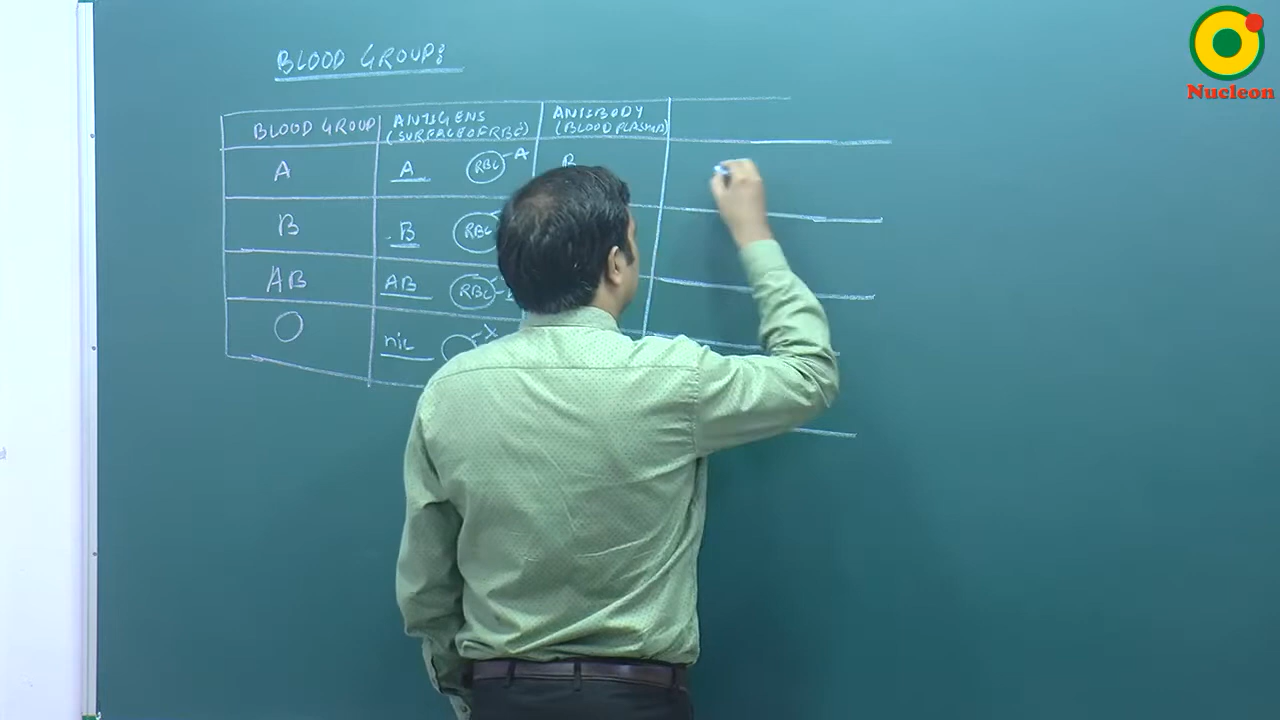 BLOOD GROUP:
Nucleon
BLOOD GROUP ANTIGENS (SURFACE OF RBC) ANTIBODY (BLOOD PLASMA)
A A RBC A B
B B RBC
AB AB RBC
O nil x